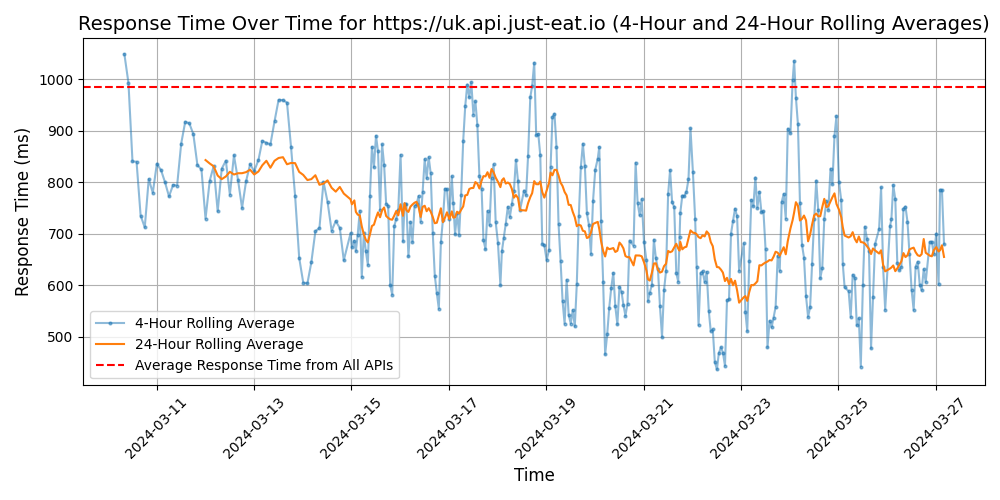 Response Time Over Time for https://uk.api.just-eat.io (4-Hour and 24-Hour Rolling Averages)
Response Time (ms)
1000
900
800
700
600
500
4-Hour Rolling Average
24-Hour Rolling Average
Average Response Time from All APIs
2024-03-11
2024-03-13
2024-03-15
2024-03-17
2024-03-19
2024-03-21
2024-03-23
2024-03-25
2024-03-27
Time